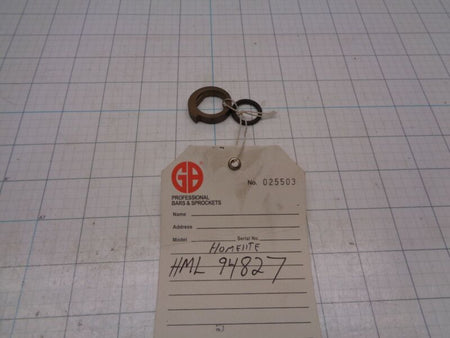 GB
No. 025503
PROFESSIONAL
BARS & SPROCKETS
Name
Address
Model Serial No.
HOMELITE
HML 94827